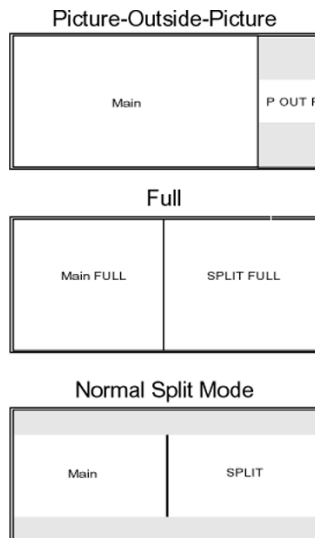 Picture-Outside-Picture
Main
P OUT P
Full
Main FULL
SPLIT FULL
Normal Split Mode
Main
SPLIT